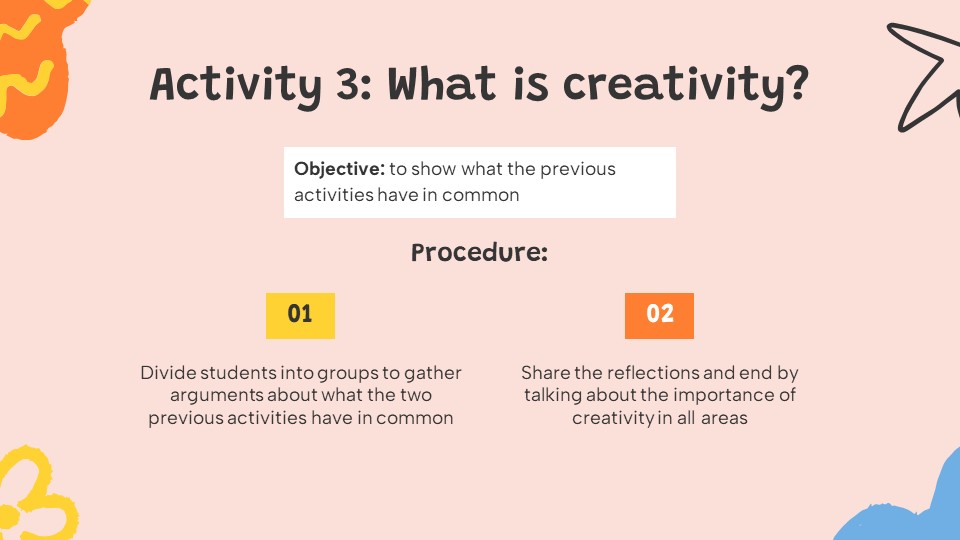 Activity 3: What is creativity?
Objective: to show what the previous
activities have in common
Procedure:
01
Divide students into groups to gather
arguments about what the two
previous activities have in common
02
Share the reflections and end by
talking about the importance of
creativity in all areas